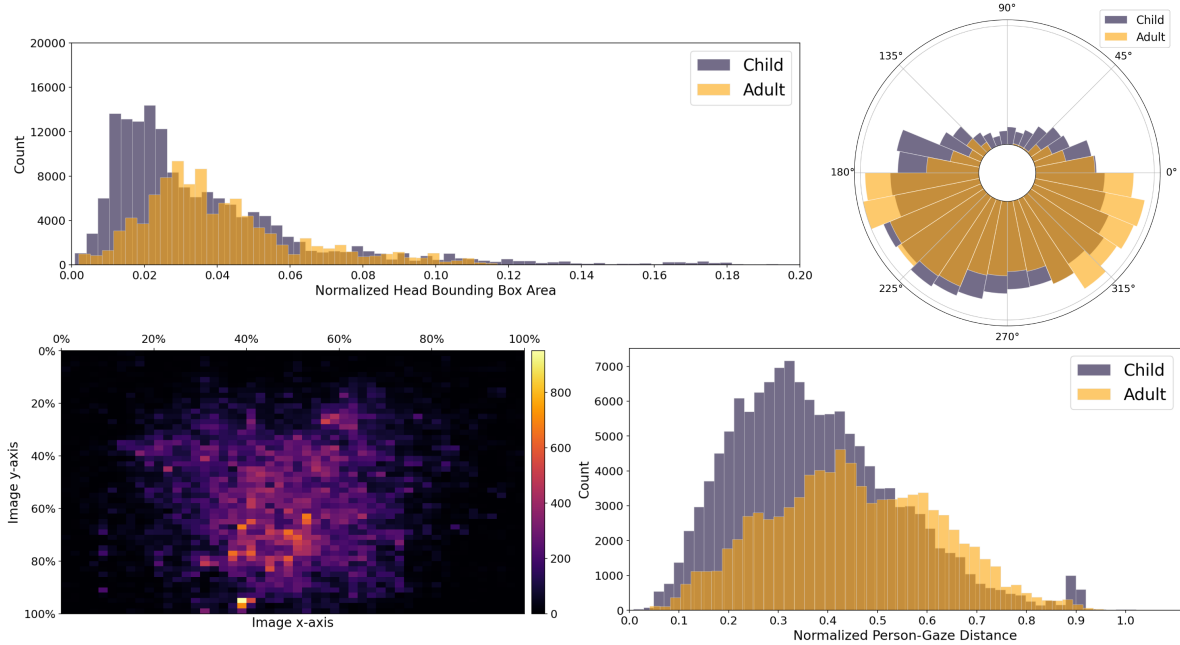 20000
16000
12000
8000
4000
0
Count
0.00 0.02 0.04 0.06 0.08 0.10 0.12 0.14 0.16 0.18 0.20
Normalized Head Bounding Box Area
Child
Adult
90°
45°
135°
180°
0°
225°
315°
270°
Child
Adult
0% 20% 40% 60% 80% 100%
0%
20%
40%
60%
80%
100%
Image y-axis
Image x-axis
800
600
400
200
0
7000
6000
5000
4000
3000
2000
1000
0
Count
0.0 0.1 0.2 0.3 0.4 0.5 0.6 0.7 0.8 0.9 1.0
Normalized Person-Gaze Distance
Child
Adult